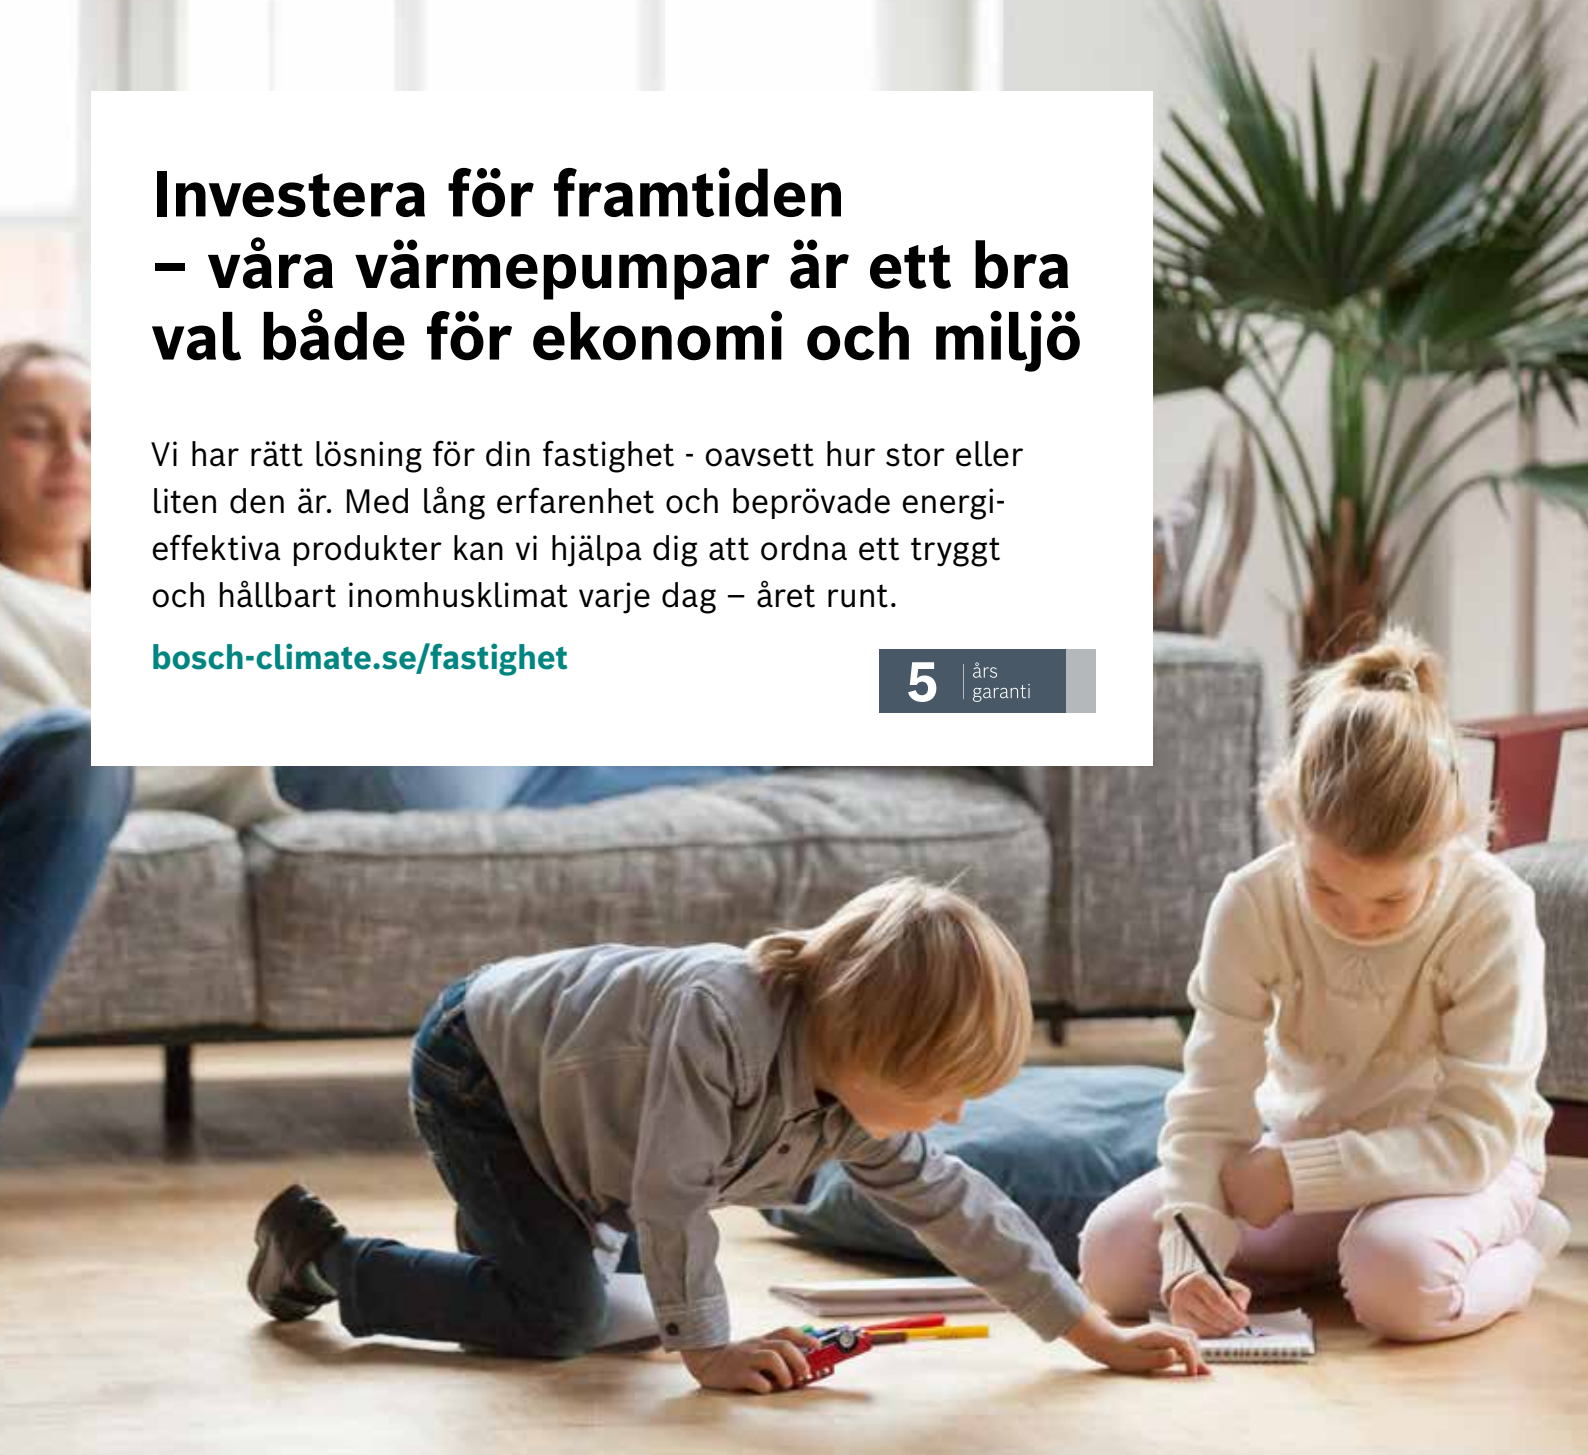 Investera för framtiden
– våra värmepumpar är ett bra
val både för ekonomi och miljö
Vi har rätt lösning för din fastighet - oavsett hur stor eller
liten den är. Med lång erfarenhet och beprövade energi-
effektiva produkter kan vi hjälpa dig att ordna ett tryggt
och hållbart inomhusklimat varje dag – året runt.
bosch-climate.se/fastighet
5 års
garanti